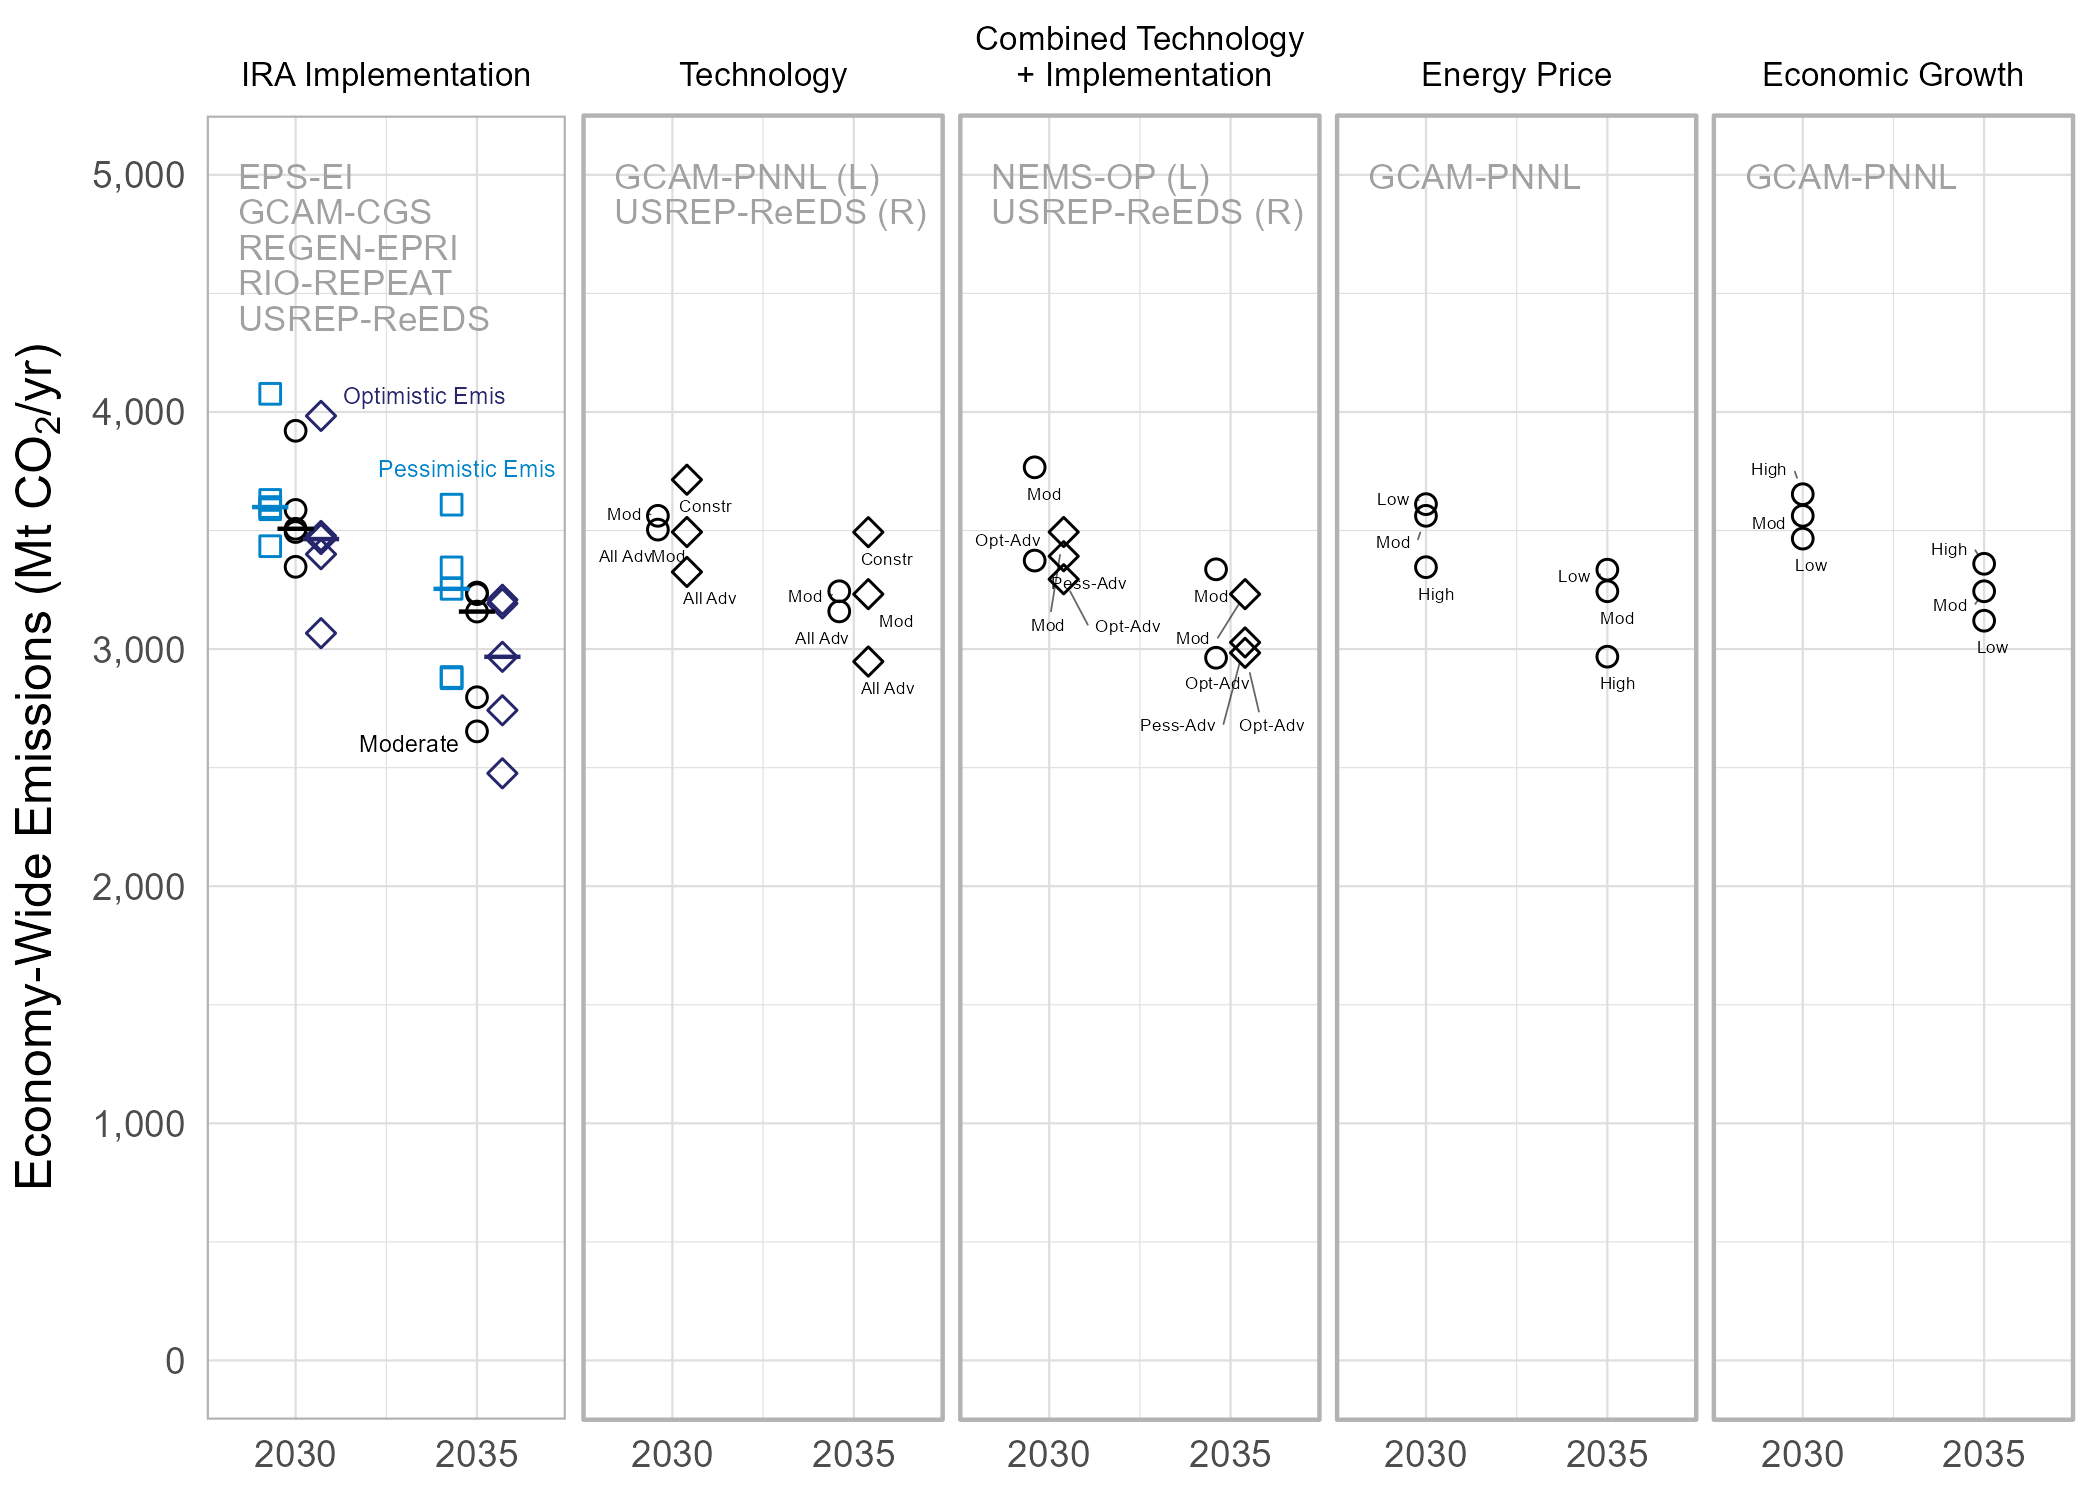 Combined Technology
IRA Implementation
Technology
+ Implementation
Energy Price
Economic Growth
Economy-Wide Emissions (Mt CO2/yr)
5,000
4,000
3,000
2,000
1,000
0
EPS-EI
GCAM-CGS
REGEN-EPRI
RIO-REPEAT
USREP-ReEDS
Optimistic Emis
Pessimistic Emis
Moderate
2030
2035
GCAM-PNNL (L)
USREP-ReEDS (R)
Mod
Constr
All Adv
Mod
All Adv
Constr
Mod
Mod
All Adv
All Adv
2030
2035
NEMS-OP (L)
USREP-ReEDS (R)
Mod
Opt-Adv
Pess-Adv
Mod
Opt-Adv
Mod
Mod
Opt-Adv
Pess-Adv
Opt-Adv
2030
2035
GCAM-PNNL
Low
Mod
High
Low
Mod
High
2030
2035
GCAM-PNNL
High
Mod
Low
High
Mod
Low
2030
2035